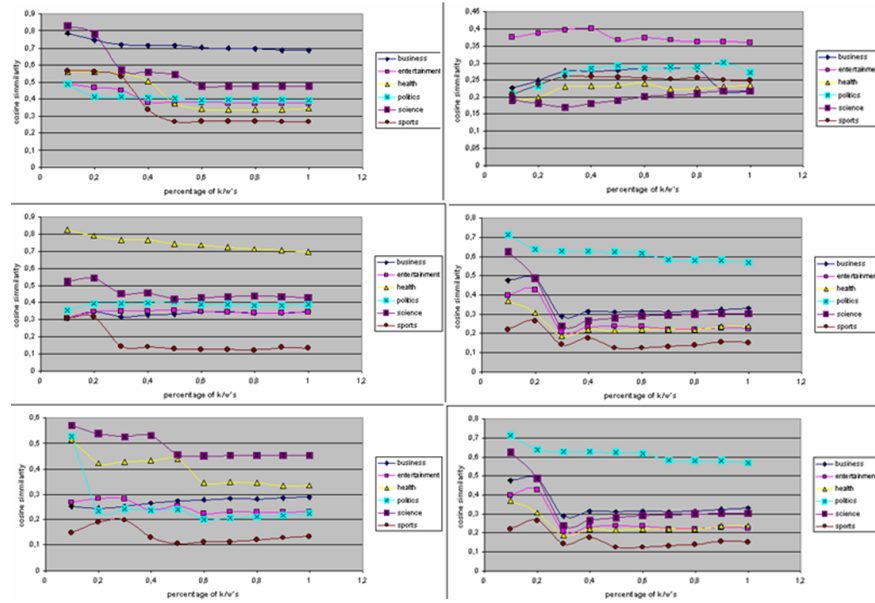 0,9
0,8
0,7
0,6
0,5
0,4
0,3
0,2
0,1
0
cosine simmilarity
0 0,2 0,4 0,6 0,8 1 1,2
percentage of k/w's
business
entertainment
health
politics
science
sports
0,45
0,4
0,35
0,3
0,25
0,2
0,15
0,1
0,05
0
cosine simmilarity
0 0,2 0,4 0,6 0,8 1 1,2
percentage of k/w's
business
entertainment
health
politics
science
sports
0,9
0,8
0,7
0,6
0,5
0,4
0,3
0,2
0,1
0
cosine simmilarity
0 0,2 0,4 0,6 0,8 1 1,2
percentage of k/w's
business
entertainment
health
politics
science
sports
0,8
0,7
0,6
0,5
0,4
0,3
0,2
0,1
0
cosine simmilarity
0 0,2 0,4 0,6 0,8 1 1,2
percentage of k/w's
business
entertainment
health
politics
science
sports
0,6
0,5
0,4
0,3
0,2
0,1
0
cosine simmilarity
0 0,2 0,4 0,6 0,8 1 1,2
percentage of k/w's
business
entertainment
health
politics
science
sports
0,8
0,7
0,6
0,5
0,4
0,3
0,2
0,1
0
cosine simmilarity
0 0,2 0,4 0,6 0,8 1 1,2
percentage of k/w's
business
entertainment
health
politics
science
sports